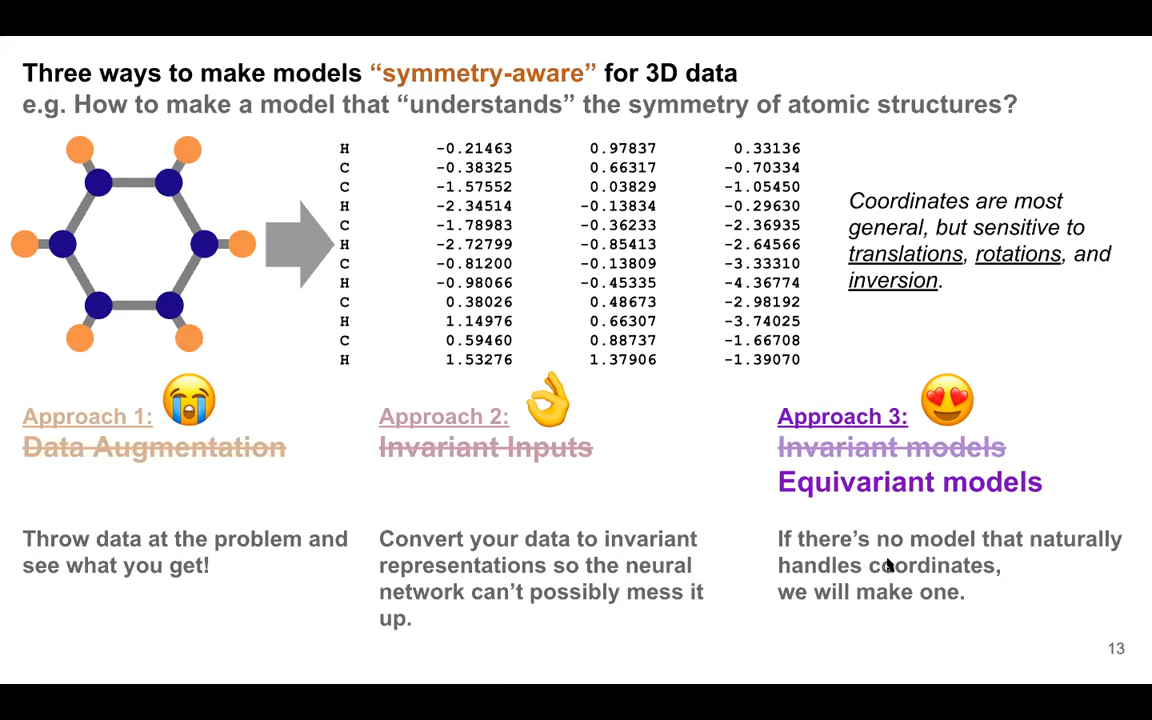 Three ways to make models “symmetry-aware” for 3D data
e.g. How to make a model that “understands” the symmetry of atomic structures?
H -0.21463 0.97837 0.33136
C -0.38325 0.66317 -0.70334
C -1.57552 0.03829 -1.05450
H -2.34514 -0.13834 -0.29630
C -1.78983 -0.36233 -2.36935
H -2.72799 -0.85413 -2.64566
C -0.81200 -0.13809 -3.33310
H -0.98066 -0.45335 -4.36774
C 0.38026 0.48673 -2.98192
H 1.14976 0.66307 -3.74025
C 0.59460 0.88737 -1.66708
H 1.53276 1.37906 -1.39070
Coordinates are most
general, but sensitive to
translations, rotations, and
inversion.
Approach 1:
Data Augmentation
Throw data at the problem and
see what you get!
Approach 2:
Invariant Inputs
Convert your data to invariant
representations so the neural
network can’t possibly mess it
up.
Approach 3:
Invariant models
Equivariant models
If there’s no model that naturally
handles coordinates,
we will make one.
13